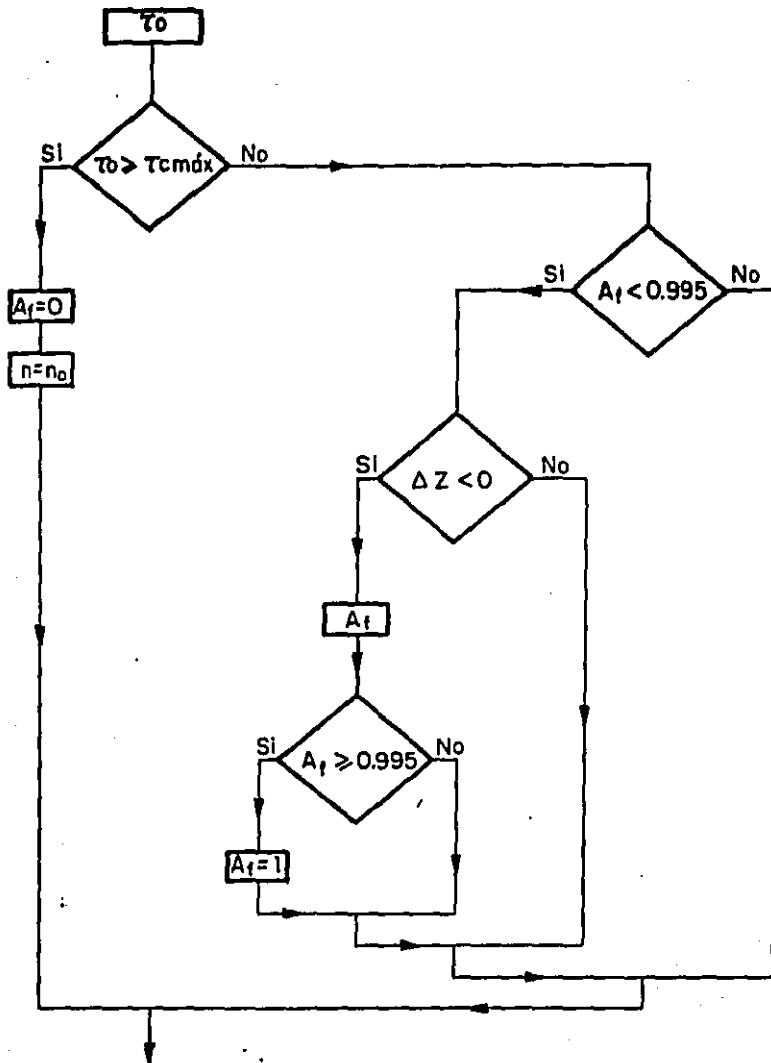 τo
Si
τo ≥ τcmáx
No
Af=0
n=no
Si
Af < 0.995
No
Si
Δ Z < 0
No
Af
Si
Af ≥ 0.995
No
Af=1